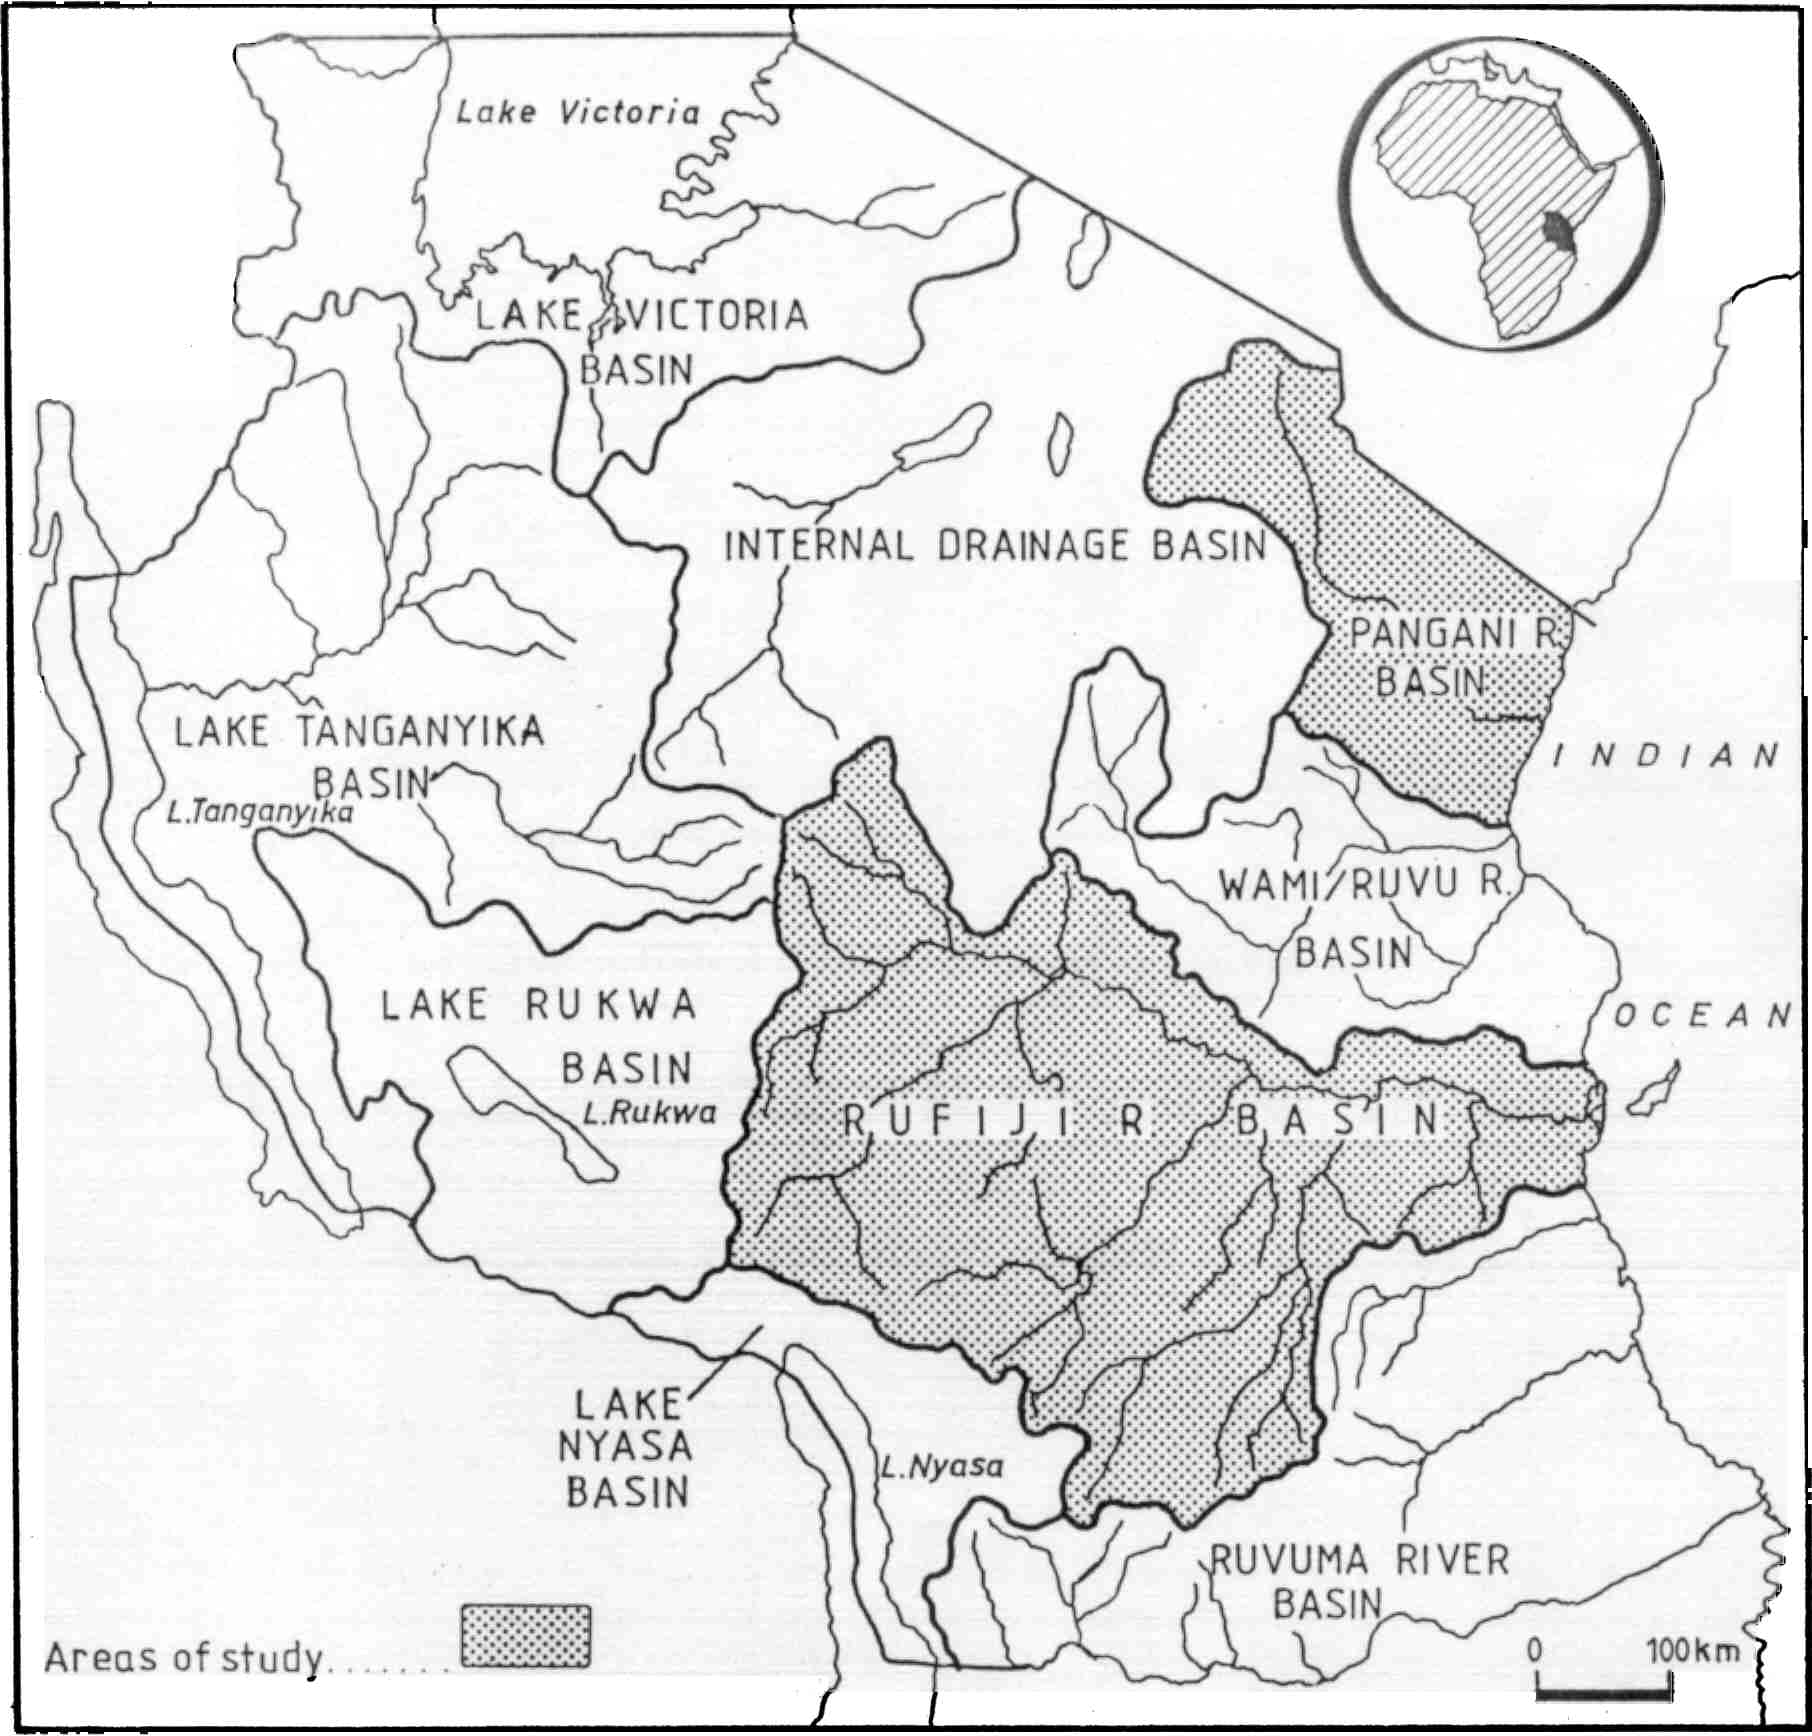 Lake Victoria
LAKE VICTORIA
BASIN
INTERNAL DRAINAGE BASIN
PANGANI R.
BASIN
LAKE TANGANYIKA
BASIN
L.Tanganyika
INDIAN
WAMI/RUVU R.
BASIN
LAKE RUKWA
BASIN
L.Rukwa
OCEAN
RUFIJI R. BASIN
LAKE
NYASA
BASIN
L.Nyasa
RUVUMA RIVER
BASIN
Areas of study.......
0 100km